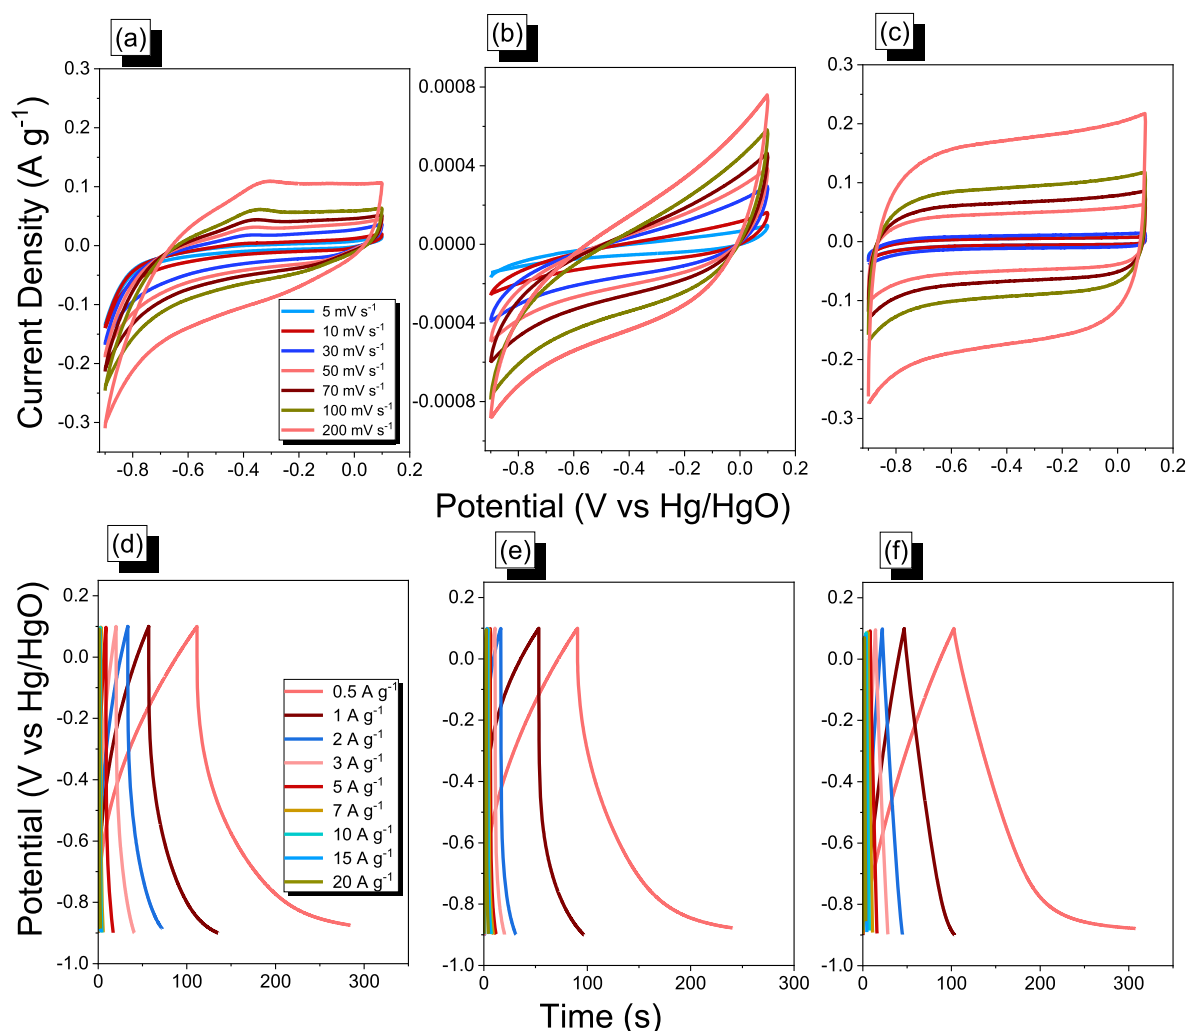 (a)
(b)
(c)
Current Density (A g⁻¹)
0.3
0.2
0.1
0.0
-0.1
-0.2
-0.3
-0.8 -0.6 -0.4 -0.2 0.0 0.2
5 mV s⁻¹
10 mV s⁻¹
30 mV s⁻¹
50 mV s⁻¹
70 mV s⁻¹
100 mV s⁻¹
200 mV s⁻¹
0.0008
0.0004
0.0000
-0.0004
-0.0008
-0.8 -0.6 -0.4 -0.2 0.0 0.2
0.3
0.2
0.1
0.0
-0.1
-0.2
-0.3
-0.8 -0.6 -0.4 -0.2 0.0 0.2
Potential (V vs Hg/HgO)
(d)
(e)
(f)
Potential (V vs Hg/HgO)
0.2
0.0
-0.2
-0.4
-0.6
-0.8
-1.0
0 100 200 300
0.5 A g⁻¹
1 A g⁻¹
2 A g⁻¹
3 A g⁻¹
5 A g⁻¹
7 A g⁻¹
10 A g⁻¹
15 A g⁻¹
20 A g⁻¹
0.2
0.0
-0.2
-0.4
-0.6
-0.8
-1.0
0 100 200 300
0.2
0.0
-0.2
-0.4
-0.6
-0.8
-1.0
0 50 100 150 200 250 300
Time (s)